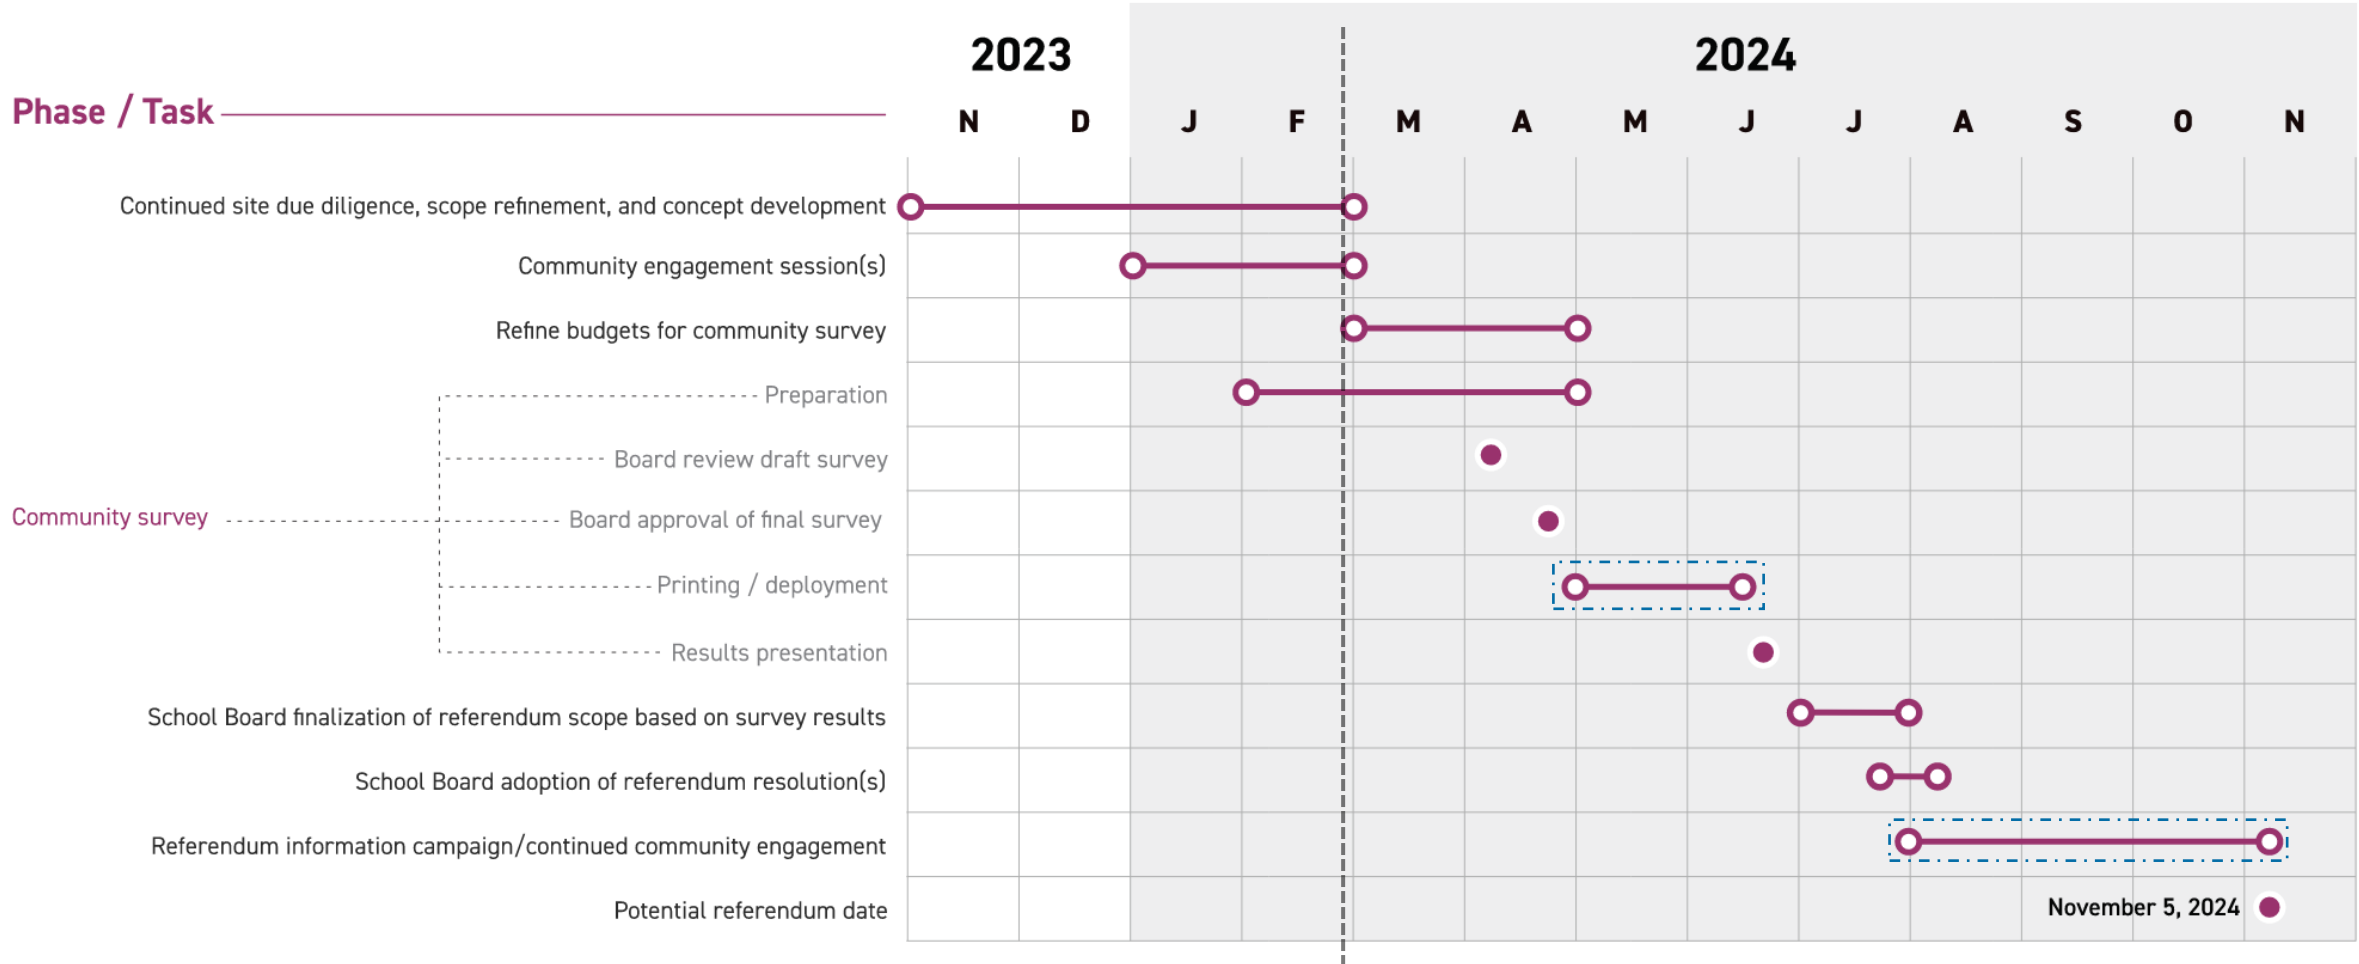 2023
2024
Phase / Task
N D J F M A M J J A S O N
Continued site due diligence, scope refinement, and concept development
Community engagement session(s)
Refine budgets for community survey
Preparation
Board review draft survey
Community survey
Board approval of final survey
Printing / deployment
Results presentation
School Board finalization of referendum scope based on survey results
School Board adoption of referendum resolution(s)
Referendum information campaign/continued community engagement
Potential referendum date
November 5, 2024